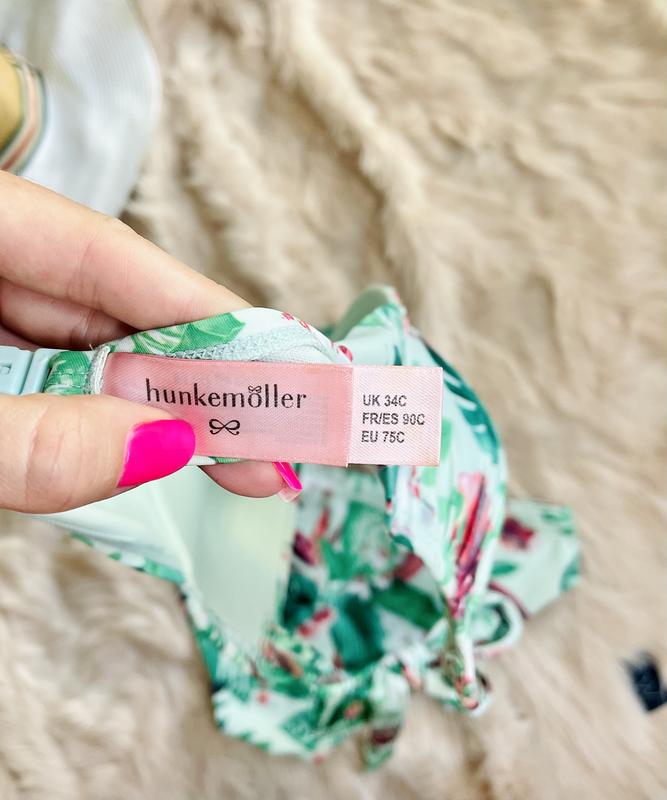 hunkemöller
UK 34C
FR/ES 90C
EU 75C